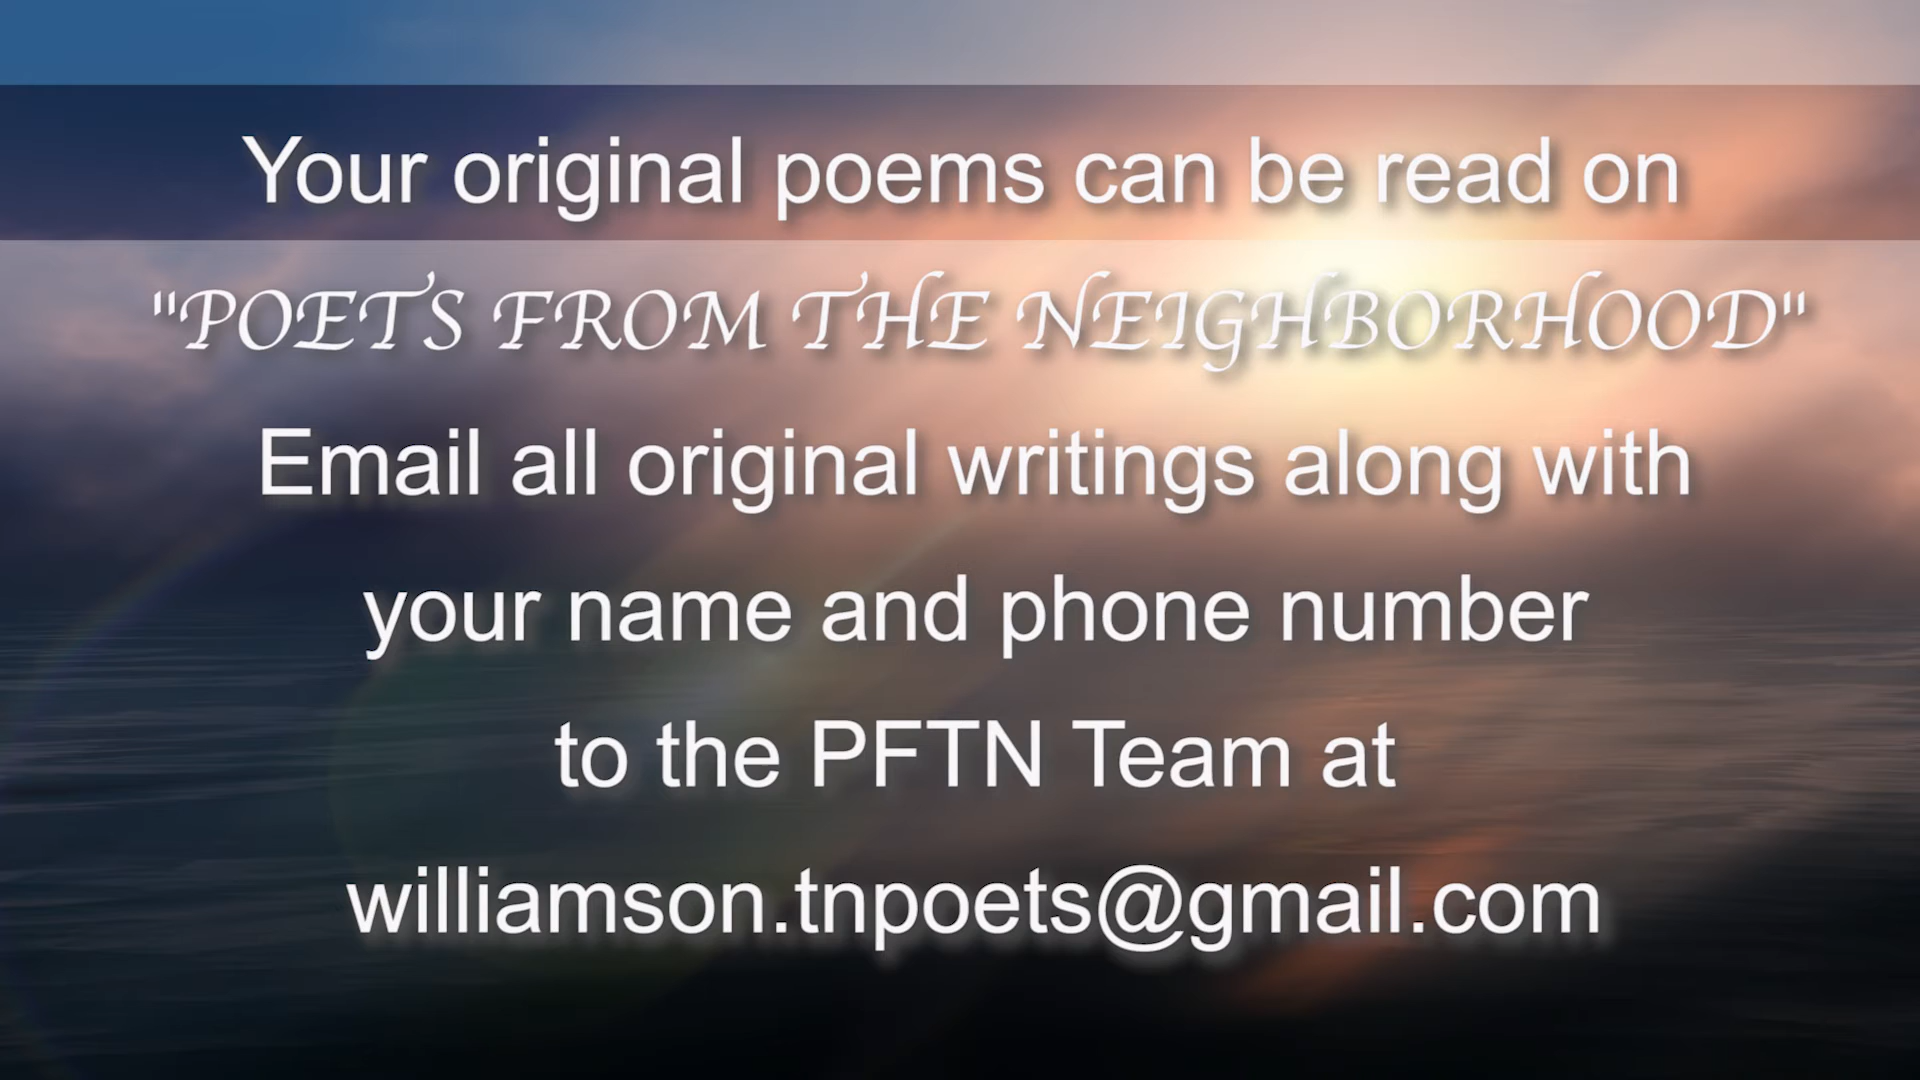 Your original poems can be read on
"POETS FROM THE NEIGHBORHOOD"
Email all original writings along with
your name and phone number
to the PFTN Team at
williamson.tnpoets@gmail.com